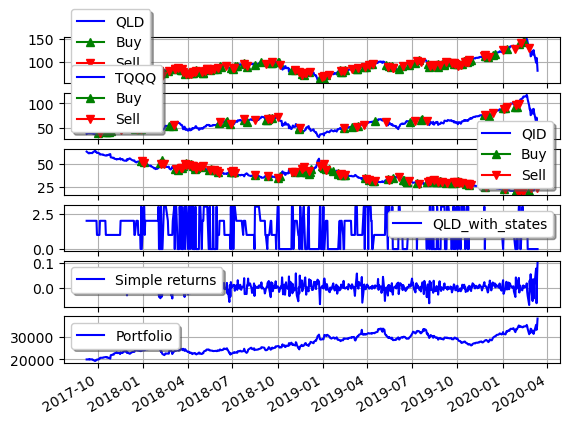 QLD
Buy
Sell
150
100
TQQQ
Buy
Sell
100
50
QID
Buy
Sell
50
25
QLD_with_states
2.5
0.0
Simple returns
0.1
0.0
Portfolio
30000
20000
2017-10
2018-01
2018-04
2018-07
2018-10
2019-01
2019-04
2019-07
2019-10
2020-01
2020-04